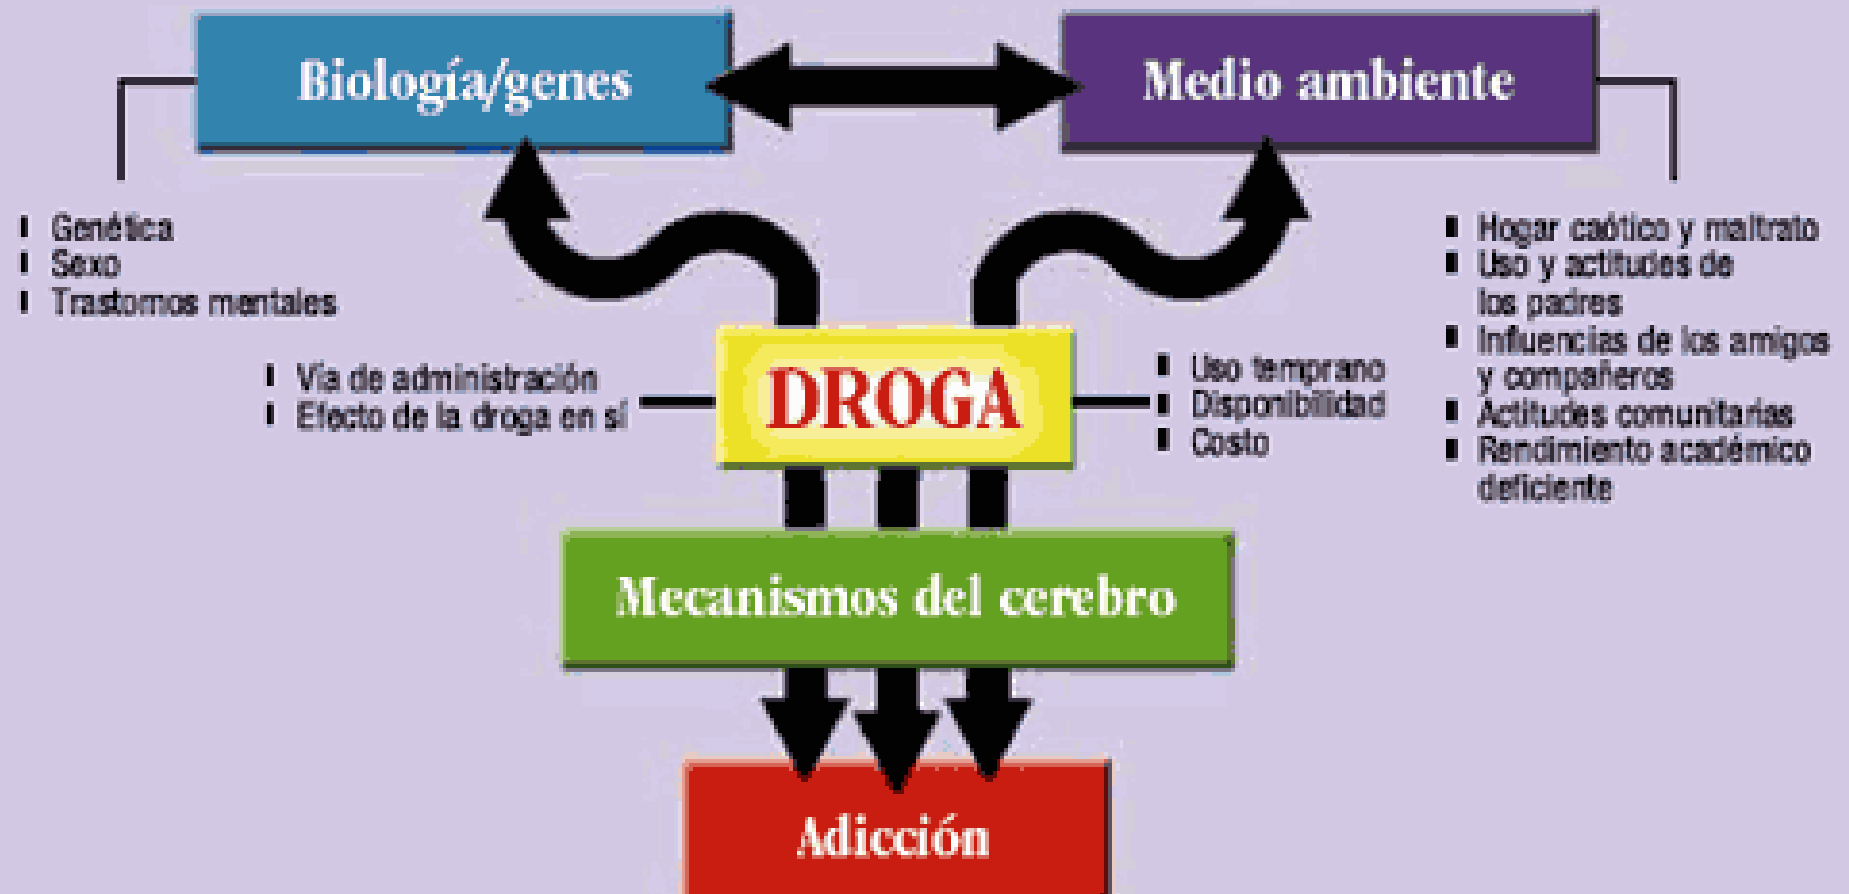 Biología/genes
Medio ambiente
Genética
Sexo
Trastornos mentales
Hogar caótico y maltrato
Uso y actitudes de
los padres
Influencias de los amigos
y compañeros
Actitudes comunitarias
Rendimiento académico
deficiente
Vía de administración
Efecto de la droga en sí
DROGA
Uso temprano
Disponibilidad
Costo
Mecanismos del cerebro
Adicción